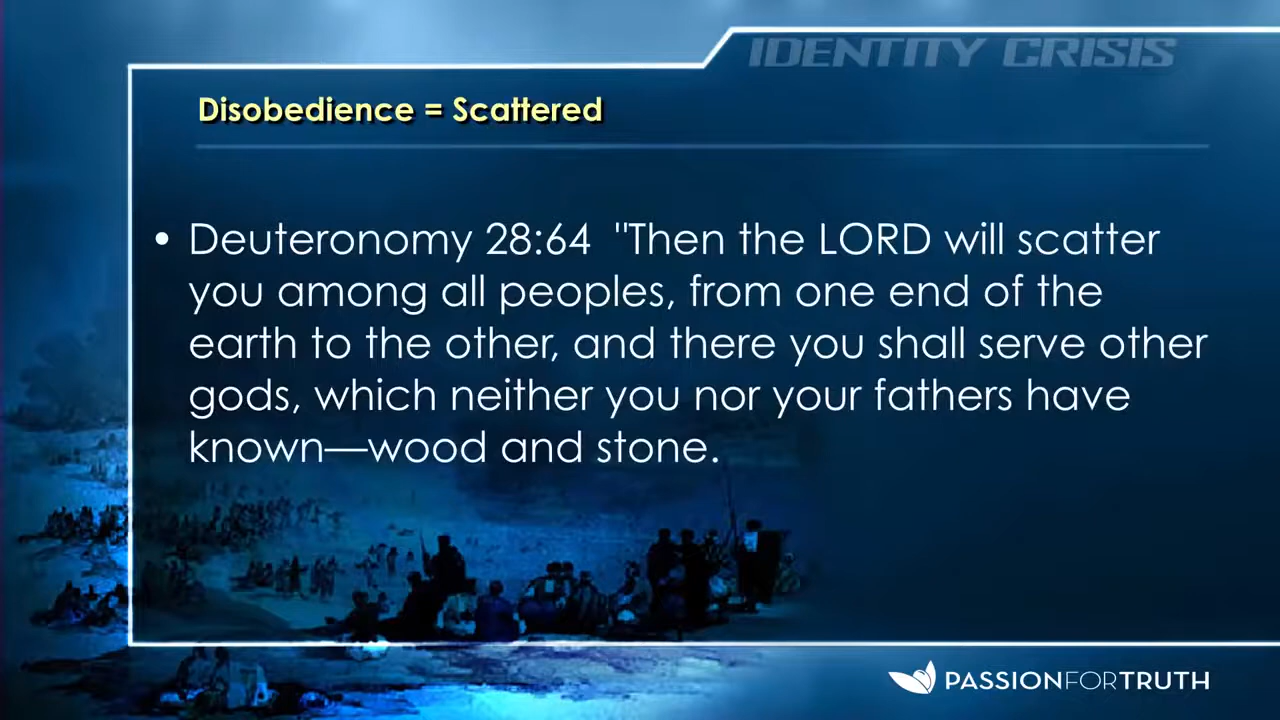 IDENTITY CRISIS
Disobedience = Scattered
• Deuteronomy 28:64  "Then the LORD will scatter
you among all peoples, from one end of the
earth to the other, and there you shall serve other
gods, which neither you nor your fathers have
known—wood and stone.
PASSIONFORTRUTH